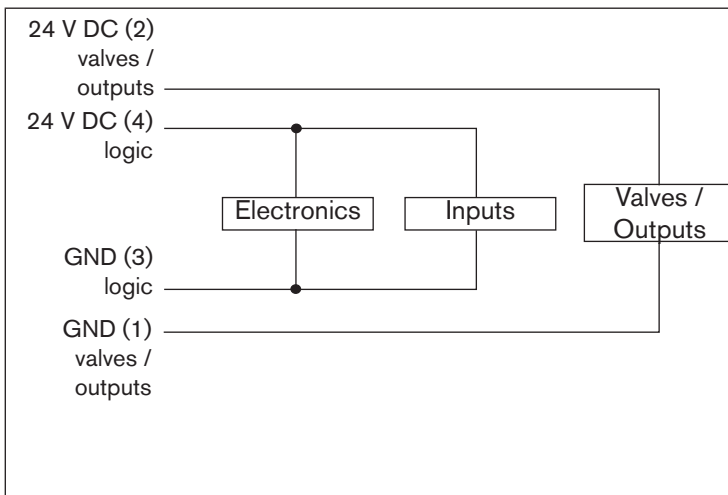 24 V DC (2)
valves /
outputs
24 V DC (4)
logic
Electronics
Inputs
Valves /
Outputs
GND (3)
logic
GND (1)
valves /
outputs